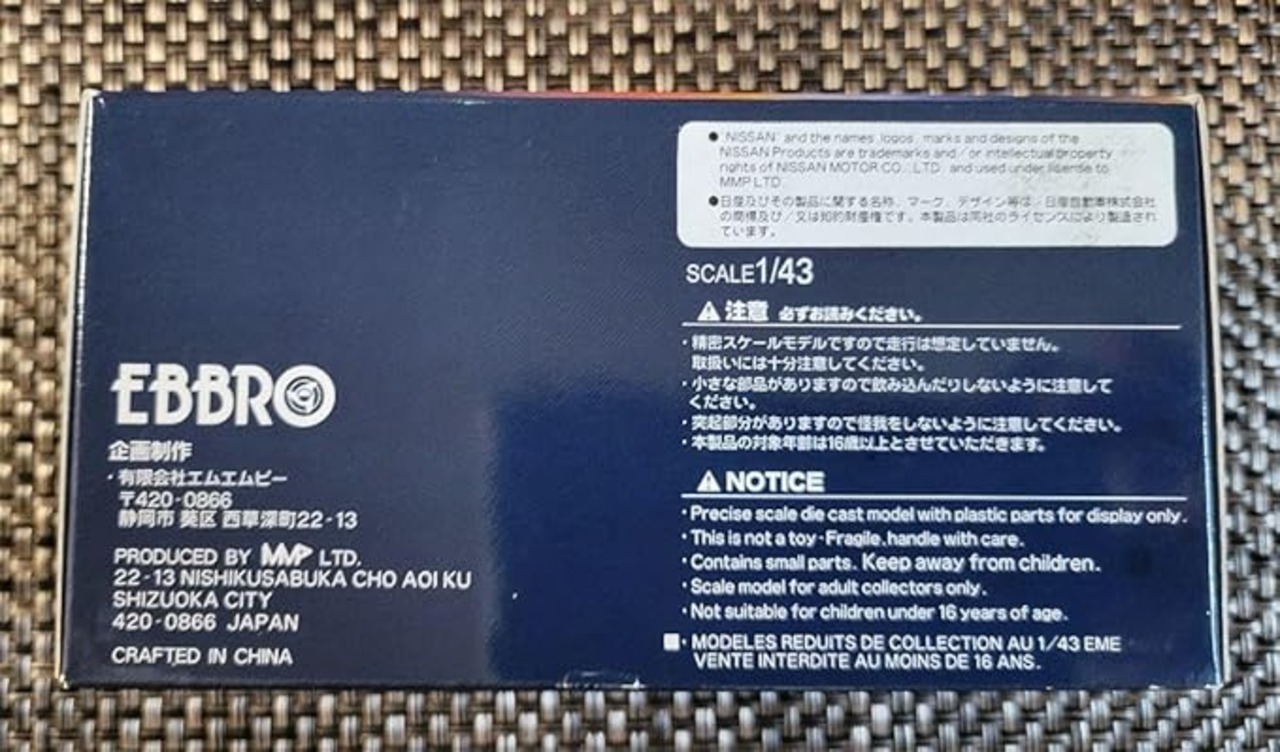 ● "NISSAN" and the names, logos, marks and designs of the
NISSAN Products are trademarks and / or intellectual property
rights of NISSAN MOTOR CO., LTD. and used under lisense to
MMP LTD.
●日産及びその製品に関する名称、マーク、デザイン等は、日産自動車株式会社
の商標及び／又は知的財産権です。本製品は同社のライセンスにより製造され
ています。
SCALE1/43
⚠注意 必ずお読みください。
・精密スケールモデルですので走行は想定していません。
取扱いには十分注意してください。
・小さな部品がありますので飲み込んだりしないように注意して
ください。
・突起部分がありますので怪我をしないように注意してください。
・本製品の対象年齢は16歳以上とさせていただきます。
⚠NOTICE
・Precise scale die cast model with plastic parts for display only.
・This is not a toy・Fragile,handle with care.
・Contains small parts. Keep away from children.
・Scale model for adult collectors only.
・Not suitable for children under 16 years of age.
■・MODELES REDUITS DE COLLECTION AU 1/43 EME
VENTE INTERDITE AU MOINS DE 16 ANS.
EBBRO
企画制作
・有限会社エムエムピー
〒420-0866
静岡市 葵区 西草深町22-13
PRODUCED BY MMP LTD.
22-13 NISHIKUSABUKA CHO AOI KU
SHIZUOKA CITY
420-0866 JAPAN
CRAFTED IN CHINA